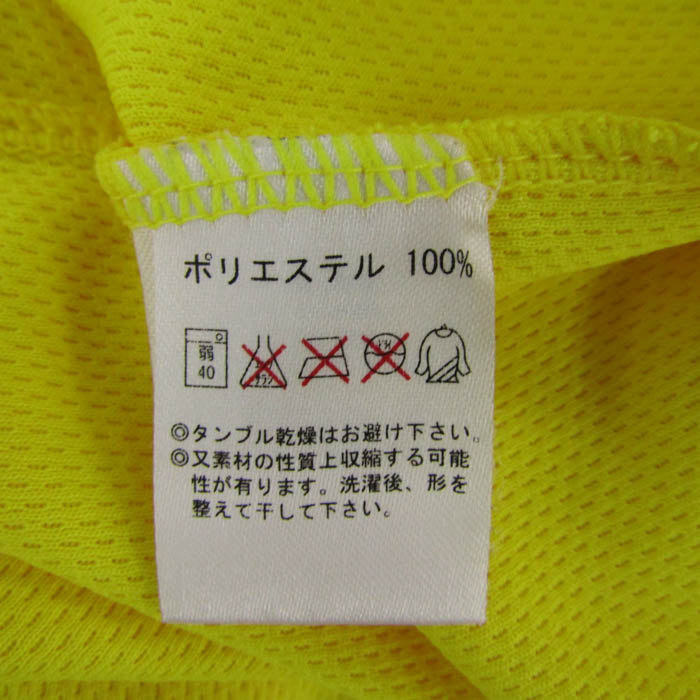 ポリエステル 100%
弱
40
◎タンブル乾燥はお避け下さい。
◎又素材の性質上収縮する可能
性が有ります。洗濯後、形を
整えて干して下さい。